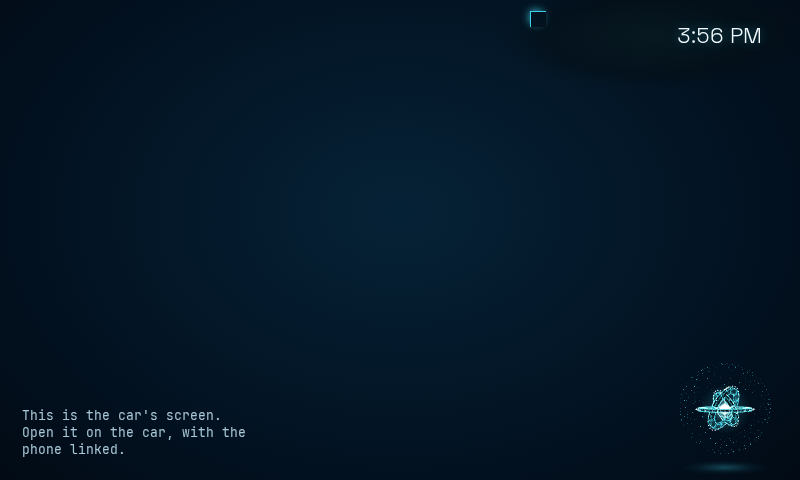 3:56 PM
This is the car's screen.
Open it on the car, with the
phone linked.